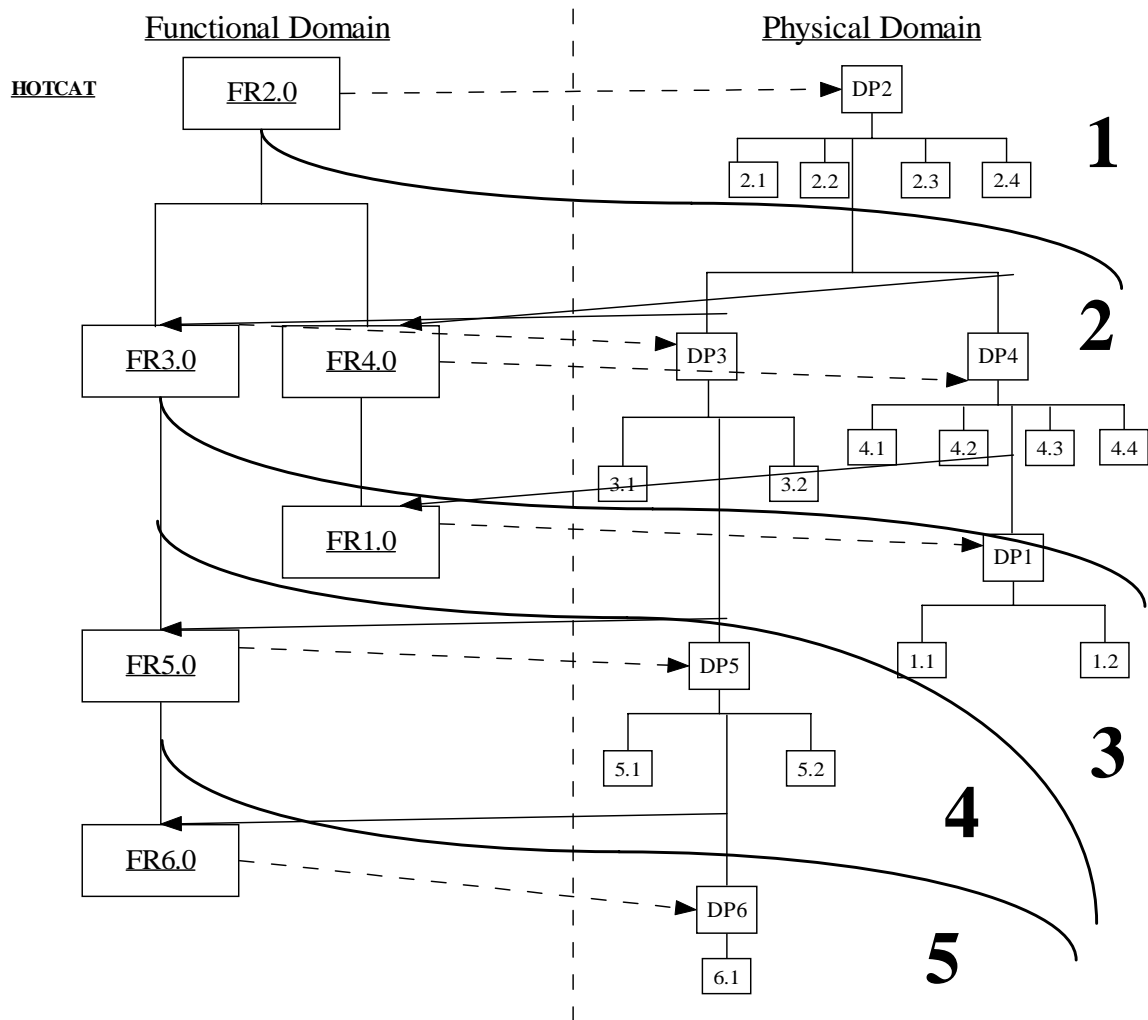 Functional Domain
Physical Domain
HOTCAT
FR2.0
DP2
1
2.1
2.2
2.3
2.4
2
FR3.0
FR4.0
DP3
DP4
4.1
4.2
4.3
4.4
3.1
3.2
FR1.0
DP1
FR5.0
DP5
1.1
1.2
3
5.1
5.2
4
FR6.0
DP6
5
6.1